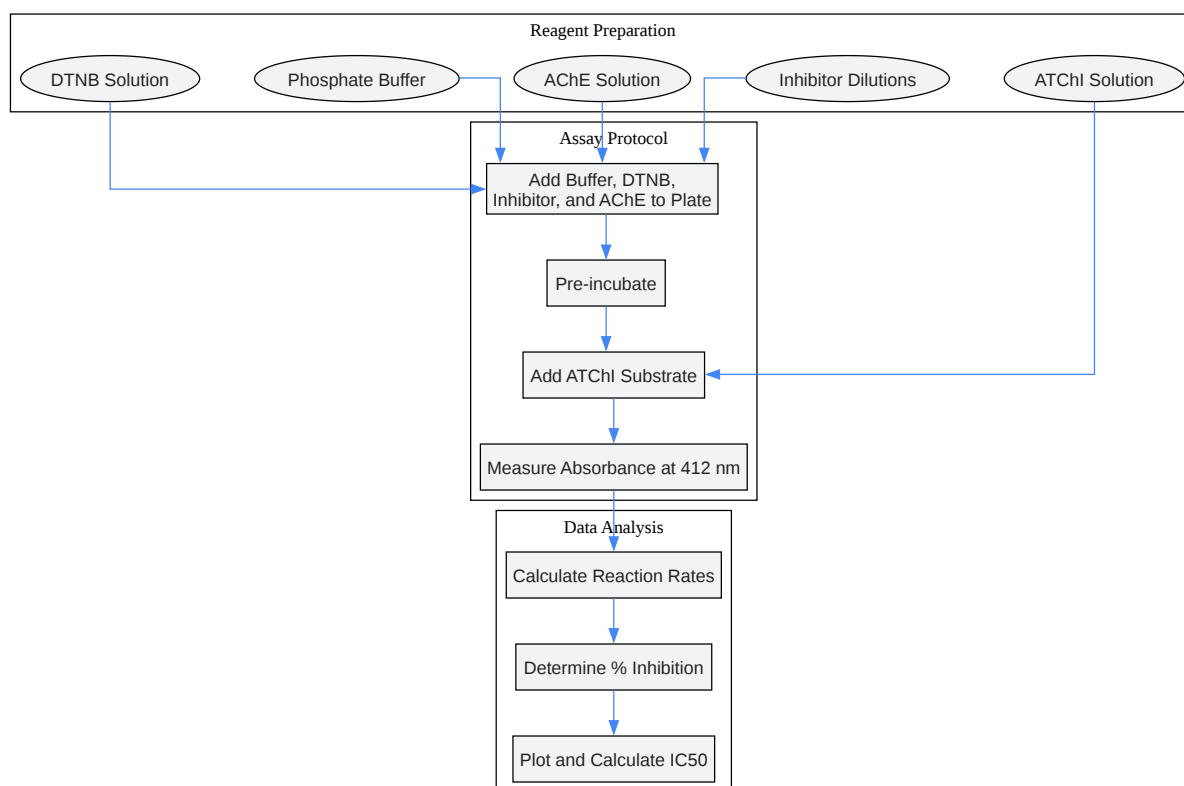 Reagent Preparation
DTNB Solution
Phosphate Buffer
AChE Solution
Inhibitor Dilutions
ATChI Solution
Assay Protocol
Add Buffer, DTNB,
Inhibitor, and AChE to Plate
Pre-incubate
Add ATChI Substrate
Measure Absorbance at 412 nm
Data Analysis
Calculate Reaction Rates
Determine % Inhibition
Plot and Calculate IC50